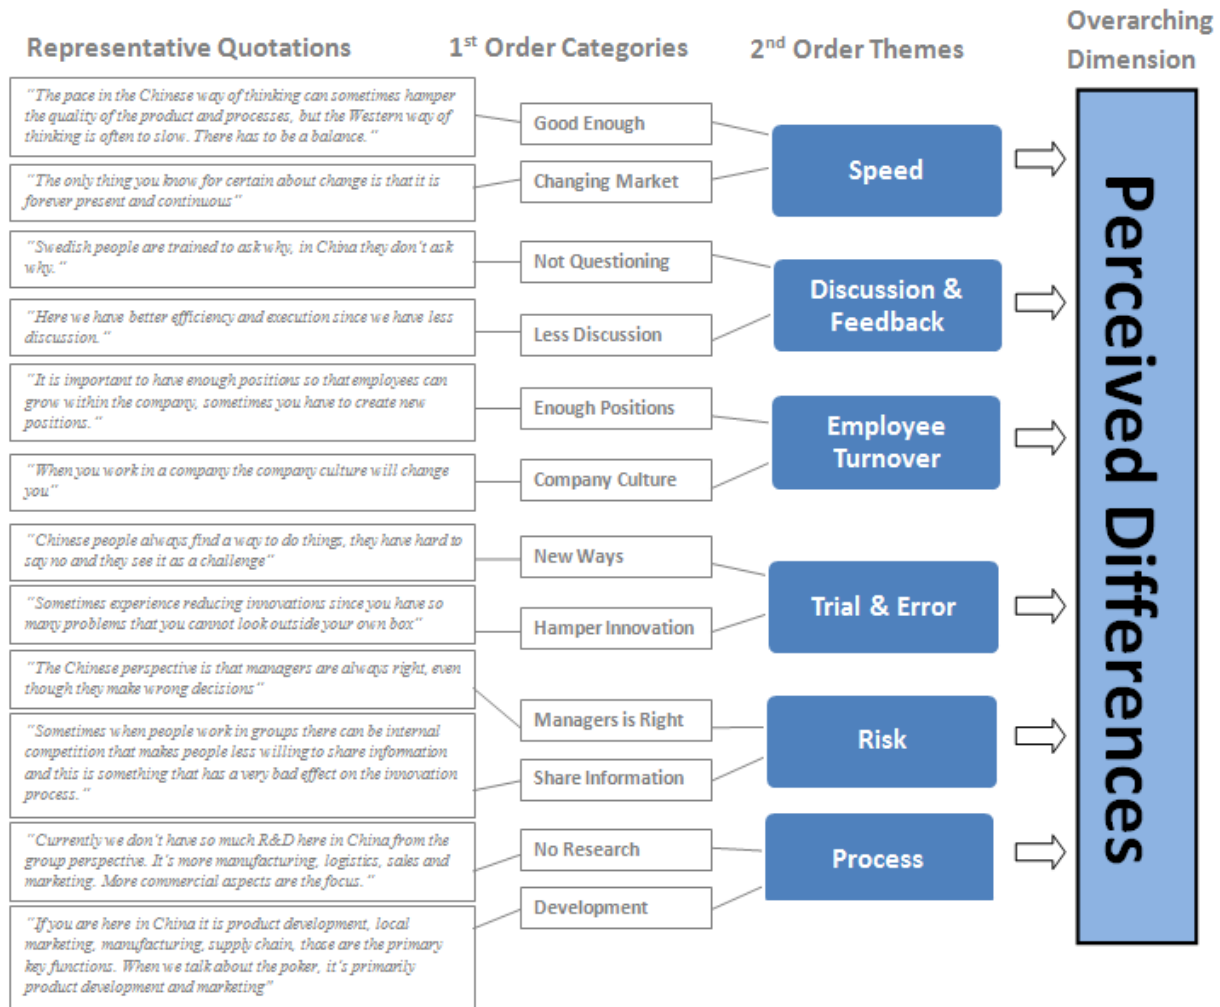 Representative Quotations
1st Order Categories
2nd Order Themes
Overarching
Dimension
"The pace in the Chinese way of thinking can sometimes hamper
the quality of the product and processes, but the Western way of
thinking is often to slow. There has to be a balance."
Good Enough
"The only thing you know for certain about change is that it is
forever present and continuous"
Changing Market
Speed
"Swedish people are trained to ask why, in China they don't ask
why."
Not Questioning
"Here we have better efficiency and execution since we have less
discussion."
Less Discussion
Discussion &
Feedback
"It is important to have enough positions so that employees can
grow within the company, sometimes you have to create new
positions."
Enough Positions
"When you work in a company the company culture will change
you"
Company Culture
Employee
Turnover
"Chinese people always find a way to do things, they have hard to
say no and they see it as a challenge"
New Ways
"Sometimes experience reducing innovations since you have so
many problems that you cannot look outside your own box"
Hamper Innovation
Trial & Error
"The Chinese perspective is that managers are always right, even
though they make wrong decisions"
Managers is Right
"Sometimes when people work in groups there can be internal
competition that makes people less willing to share information
and this is something that has a very bad effect on the innovation
process."
Share Information
Risk
"Currently we don't have so much R&D here in China from the
group perspective. It's more manufacturing, logistics, sales and
marketing. More commercial aspects are the focus."
No Research
"If you are here in China it is product development, local
marketing, manufacturing, supply chain, those are the primary
key functions. When we talk about the poker, it's primarily
product development and marketing"
Development
Process
Perceived Differences